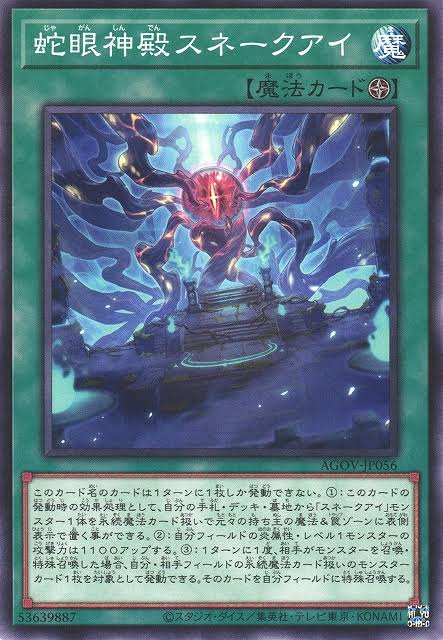 蛇眼神殿スネークアイ
魔
【魔法カード】
AGOV-JP056
このカード名のカードは1ターンに1枚しか発動できない。①:このカードの
発動時の効果処理として、自分の手札・デッキ・墓地から「スネークアイ」モン
スター1体を永続魔法カード扱いで元々の持ち主の魔法&罠ゾーンに表側
表示で置く事ができる。②:自分フィールドの炎属性・レベル1モンスターの
攻撃力は1100アップする。③:1ターンに1度、相手がモンスターを召喚・
特殊召喚した場合、自分・相手フィールドの永続魔法カード扱いのモンスター
カード1枚を対象として発動できる。そのカードを自分フィールドに特殊召喚する。
53639887
©スタジオ・ダイス/集英社・テレビ東京・KONAMI